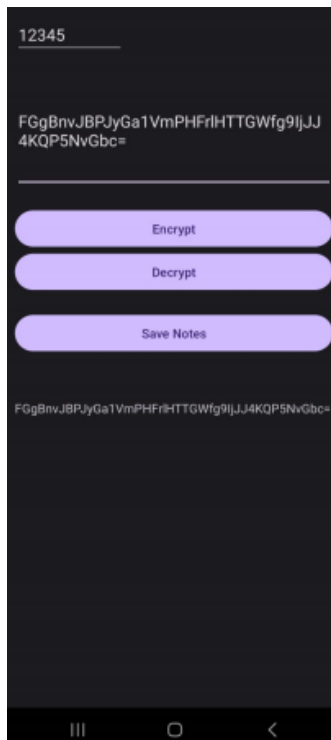 12345
FGgBnvJBPJyGa1VmPHFrlHTTGWfg9IjJJ
4KQP5NvGbc=
Encrypt
Decrypt
Save Notes
FGgBnvJBPJyGa1VmPHFrlHTTGWfg9IjJJ4KQP5NvGbc=